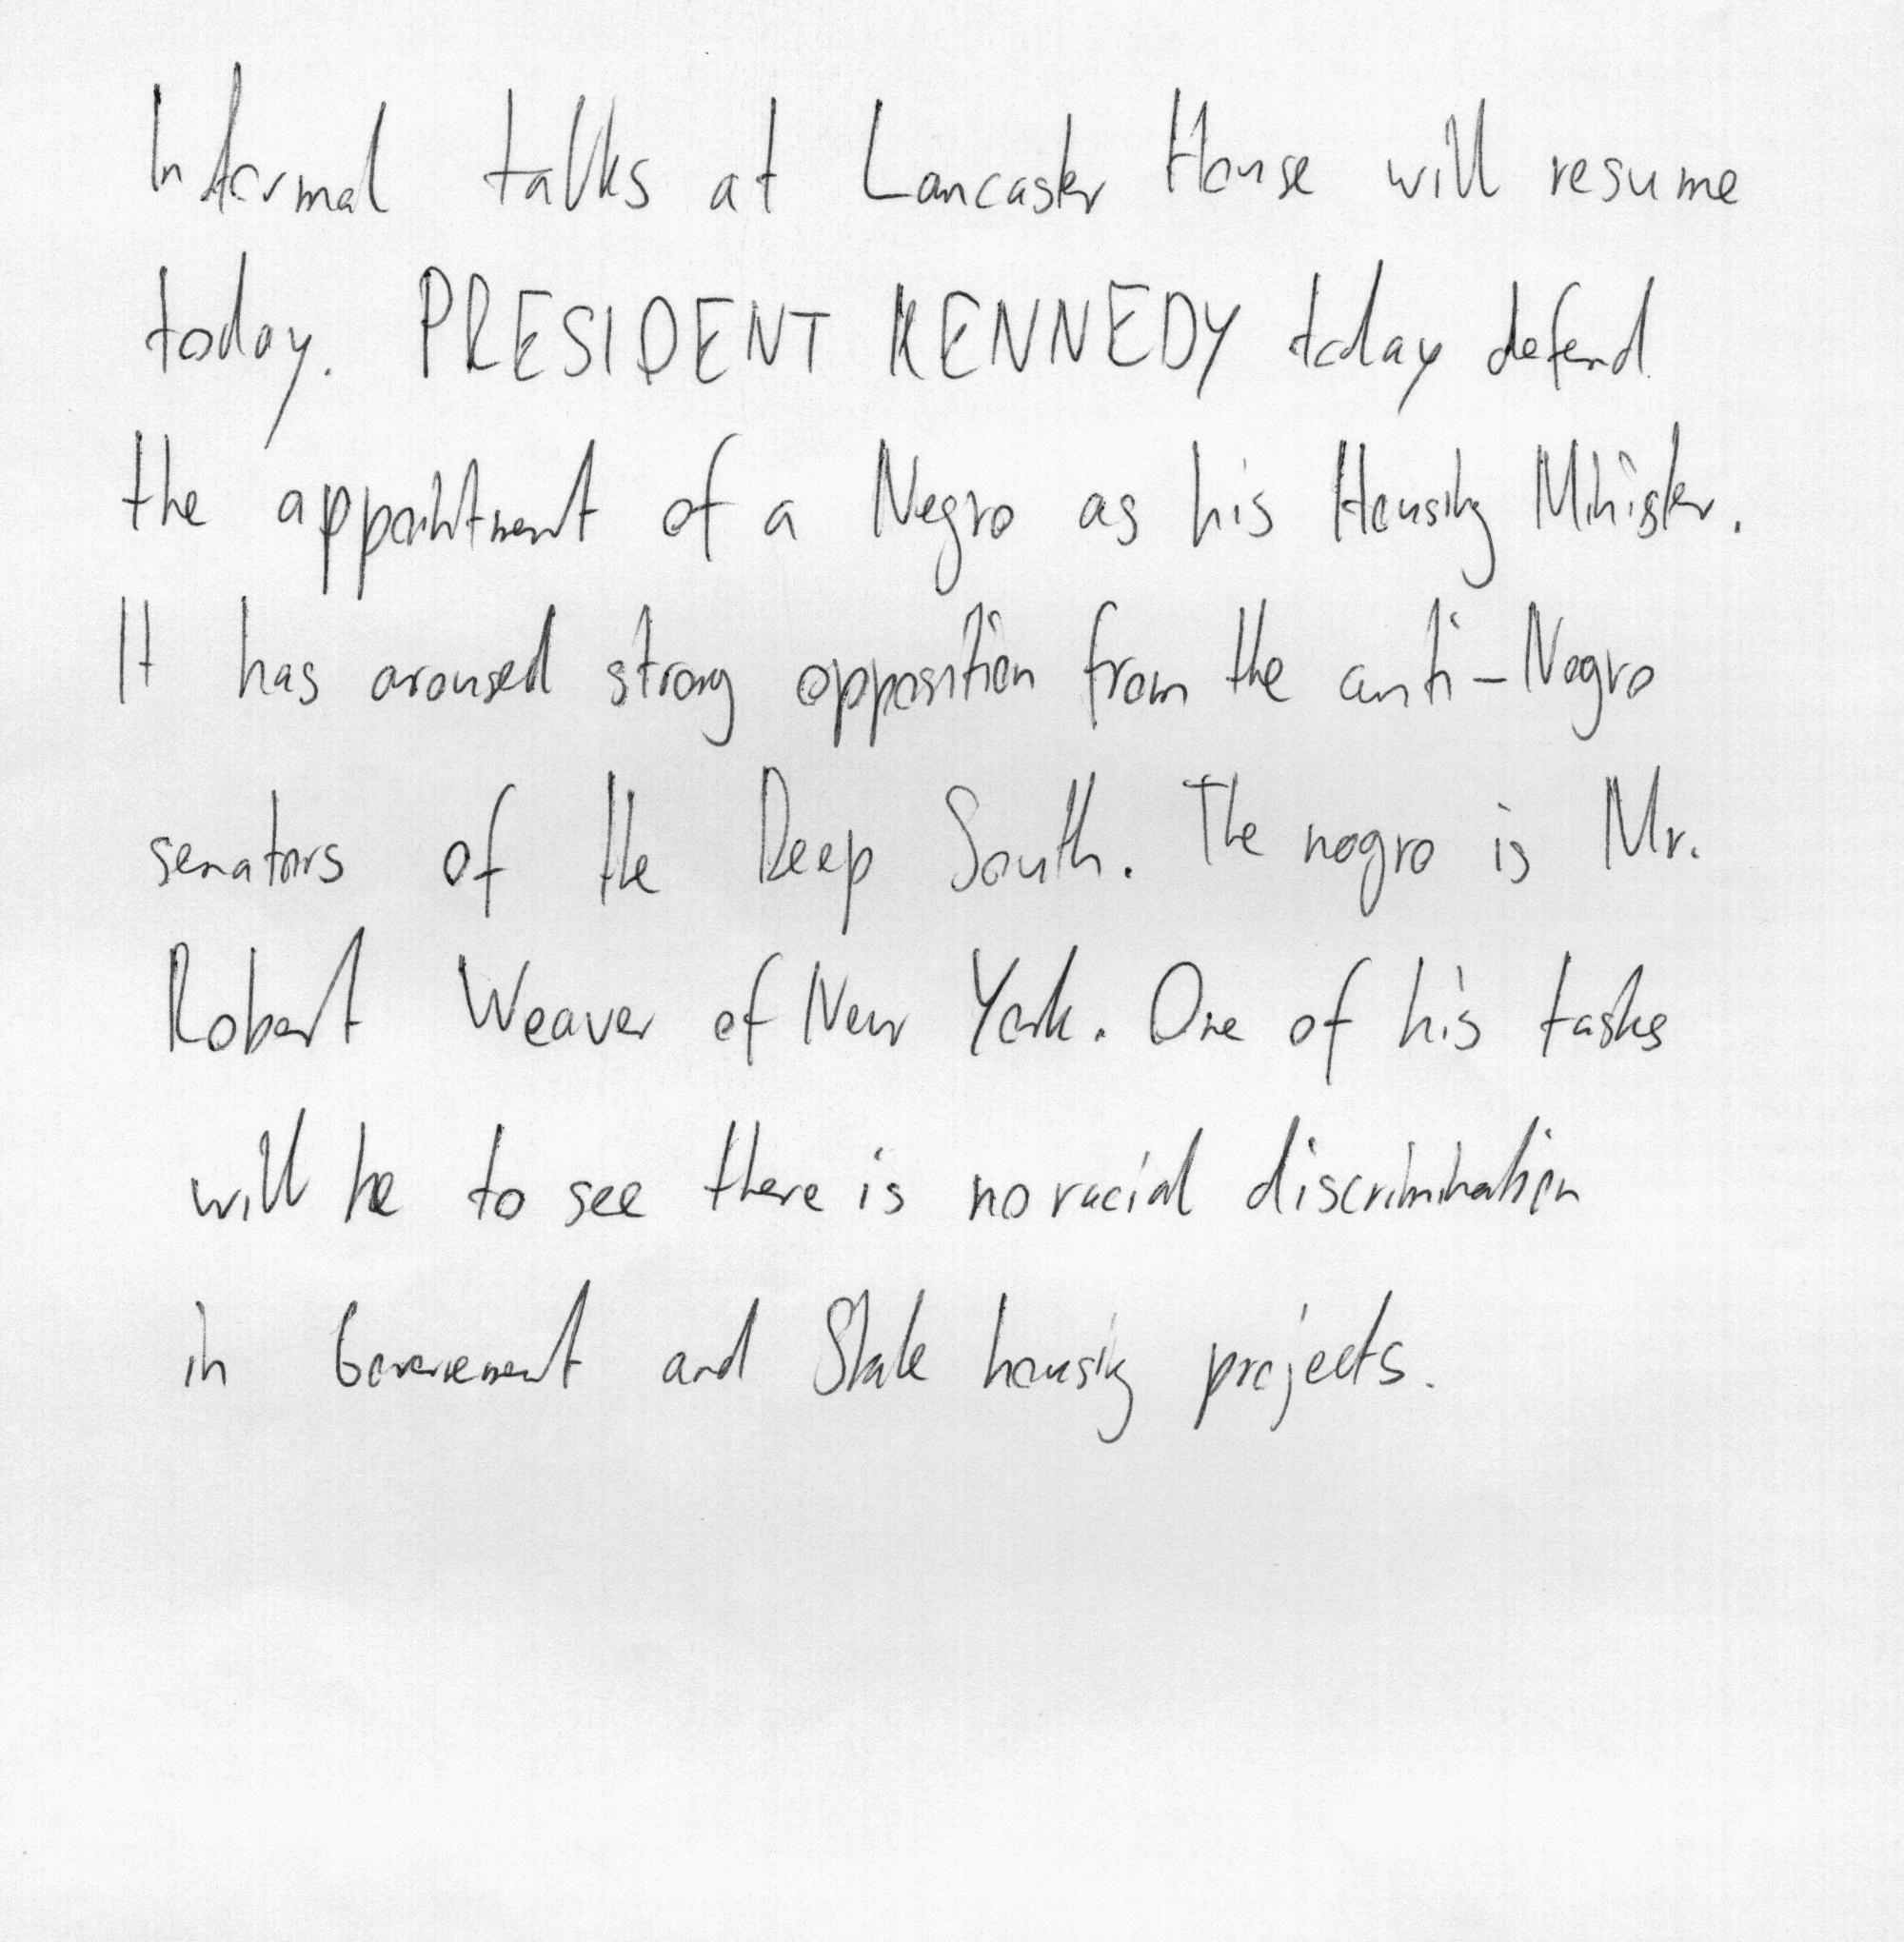 Informal talks at Lancaster House will resume
today. PRESIDENT KENNEDY today defend
the appointment of a Negro as his Housing Minister.
It has aroused strong opposition from the anti-Negro
senators of the Deep South. The negro is Mr.
Robert Weaver of New York. One of his tasks
will be to see there is no racial discrimination
in Government and State housing projects.